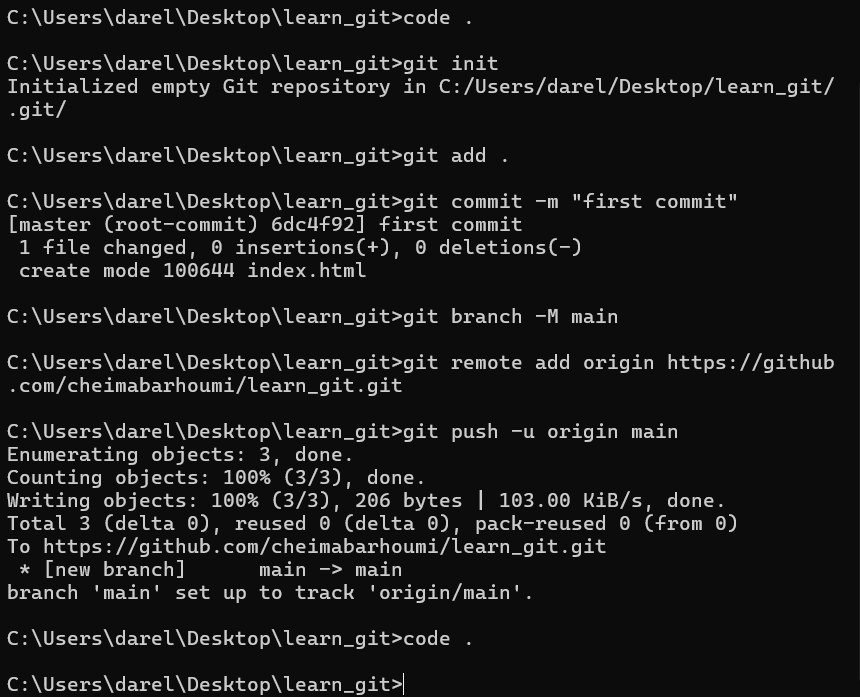 C:\Users\darel\Desktop\learn_git>code .
C:\Users\darel\Desktop\learn_git>git init
Initialized empty Git repository in C:/Users/darel/Desktop/learn_git/
.git/
C:\Users\darel\Desktop\learn_git>git add .
C:\Users\darel\Desktop\learn_git>git commit -m "first commit"
[master (root-commit) 6dc4f92] first commit
 1 file changed, 0 insertions(+), 0 deletions(-)
 create mode 100644 index.html
C:\Users\darel\Desktop\learn_git>git branch -M main
C:\Users\darel\Desktop\learn_git>git remote add origin https://github
.com/cheimabarhoumi/learn_git.git
C:\Users\darel\Desktop\learn_git>git push -u origin main
Enumerating objects: 3, done.
Counting objects: 100% (3/3), done.
Writing objects: 100% (3/3), 206 bytes | 103.00 KiB/s, done.
Total 3 (delta 0), reused 0 (delta 0), pack-reused 0 (from 0)
To https://github.com/cheimabarhoumi/learn_git.git
 * [new branch]      main -> main
branch 'main' set up to track 'origin/main'.
C:\Users\darel\Desktop\learn_git>code .
C:\Users\darel\Desktop\learn_git>